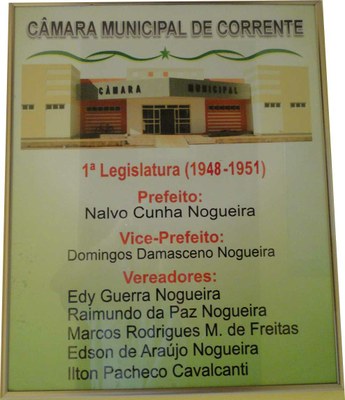 CÂMARA MUNICIPAL DE CORRENTE
CÂMARA MUNICIPAL
1ª Legislatura (1948-1951)
Prefeito:
Nalvo Cunha Nogueira
Vice-Prefeito:
Domingos Damasceno Nogueira
Vereadores:
Edy Guerra Nogueira
Raimundo da Paz Nogueira
Marcos Rodrigues M. de Freitas
Edson de Araújo Nogueira
Ilton Pacheco Cavalcanti